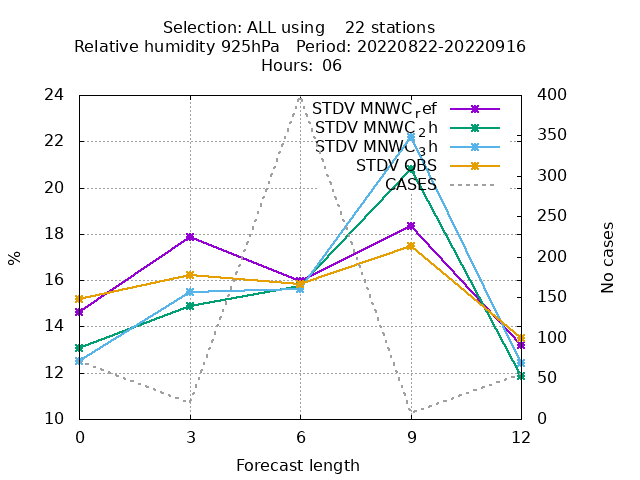 Selection: ALL using    22 stations
Relative humidity 925hPa   Period: 20220822-20220916
Hours:  06
STDV MNWC_ref
STDV MNWC_2h
STDV MNWC_3h
STDV OBS
CASES
24
22
20
18
16
14
12
10
%
400
350
300
250
200
150
100
50
0
No cases
0 3 6 9 12
Forecast length